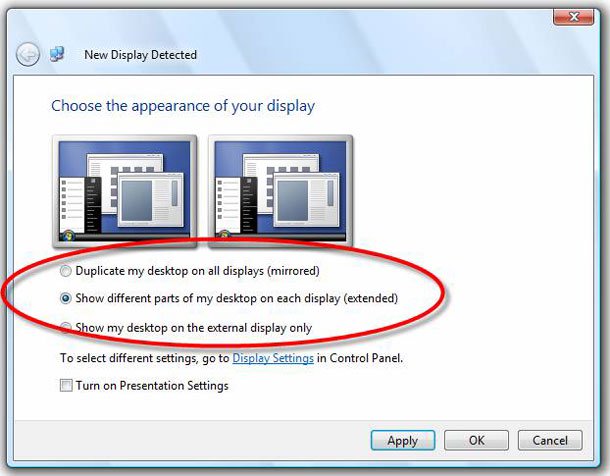 New Display Detected
Choose the appearance of your display
Duplicate my desktop on all displays (mirrored)
Show different parts of my desktop on each display (extended)
Show my desktop on the external display only
To select different settings, go to Display Settings in Control Panel.
Turn on Presentation Settings
Apply
OK
Cancel